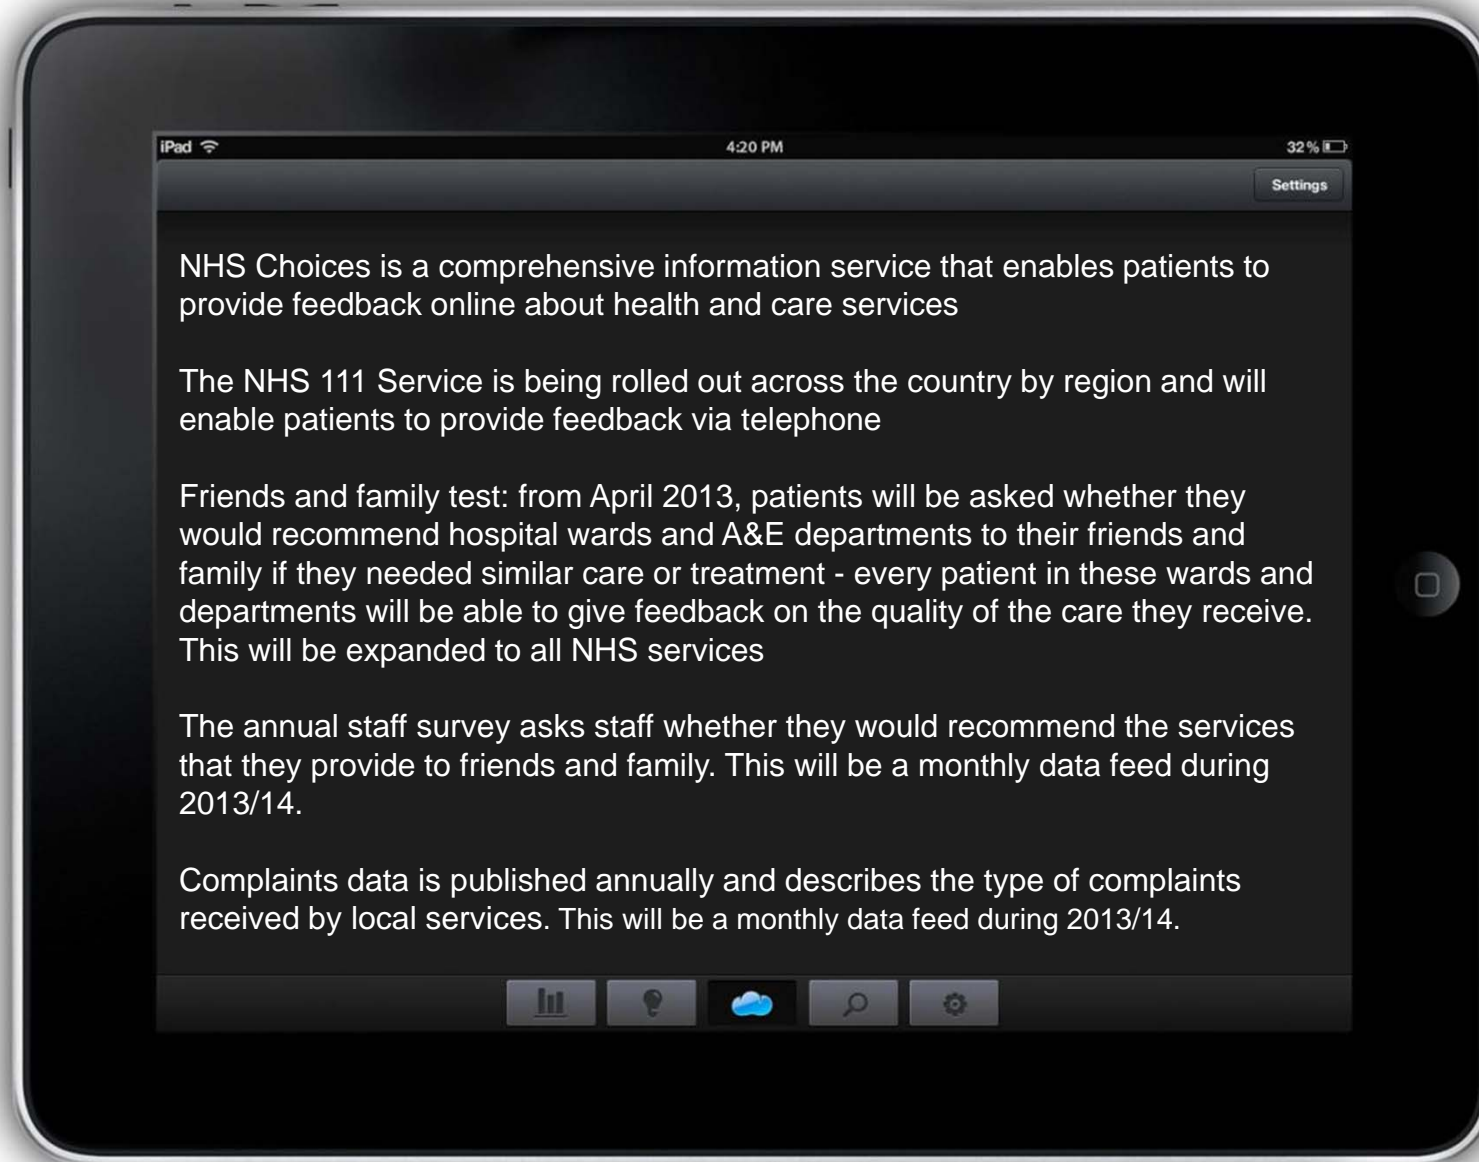 iPad
4:20 PM
32%
Settings
NHS Choices is a comprehensive information service that enables patients to
provide feedback online about health and care services
The NHS 111 Service is being rolled out across the country by region and will
enable patients to provide feedback via telephone
Friends and family test: from April 2013, patients will be asked whether they
would recommend hospital wards and A&E departments to their friends and
family if they needed similar care or treatment - every patient in these wards and
departments will be able to give feedback on the quality of the care they receive.
This will be expanded to all NHS services
The annual staff survey asks staff whether they would recommend the services
that they provide to friends and family. This will be a monthly data feed during
2013/14.
Complaints data is published annually and describes the type of complaints
received by local services. This will be a monthly data feed during 2013/14.